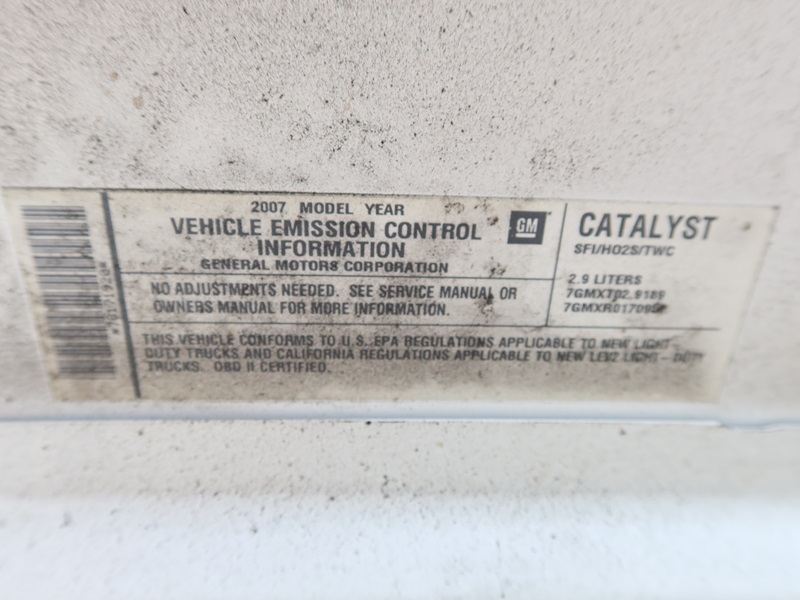 2007 MODEL YEAR
VEHICLE EMISSION CONTROL
INFORMATION
GENERAL MOTORS CORPORATION
GM
NO ADJUSTMENTS NEEDED. SEE SERVICE MANUAL OR
OWNERS MANUAL FOR MORE INFORMATION.
CATALYST
SFI/HO2S/TWC
2.9 LITERS
7GMXT02.9189
THIS VEHICLE CONFORMS TO U.S. EPA REGULATIONS APPLICABLE TO NEW LIGHT-
DUTY TRUCKS AND CALIFORNIA REGULATIONS APPLICABLE TO NEW LEV2 LIGHT-DUTY
TRUCKS. OBD II CERTIFIED.